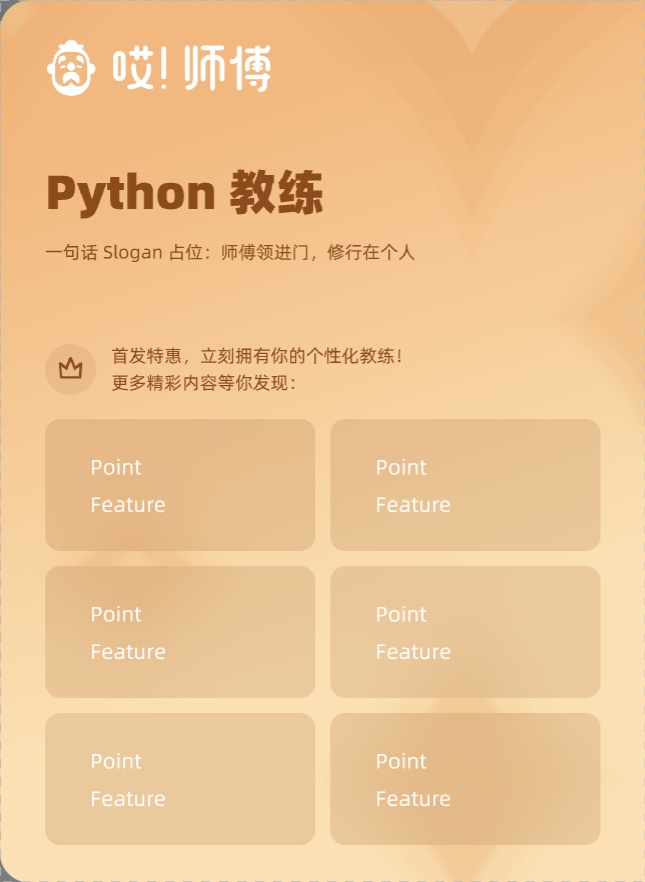 哎!师傅
Python 教练
一句话 Slogan 占位：师傅领进门，修行在个人
首发特惠，立刻拥有你的个性化教练！
更多精彩内容等你发现：
Point
Feature
Point
Feature
Point
Feature
Point
Feature
Point
Feature
Point
Feature